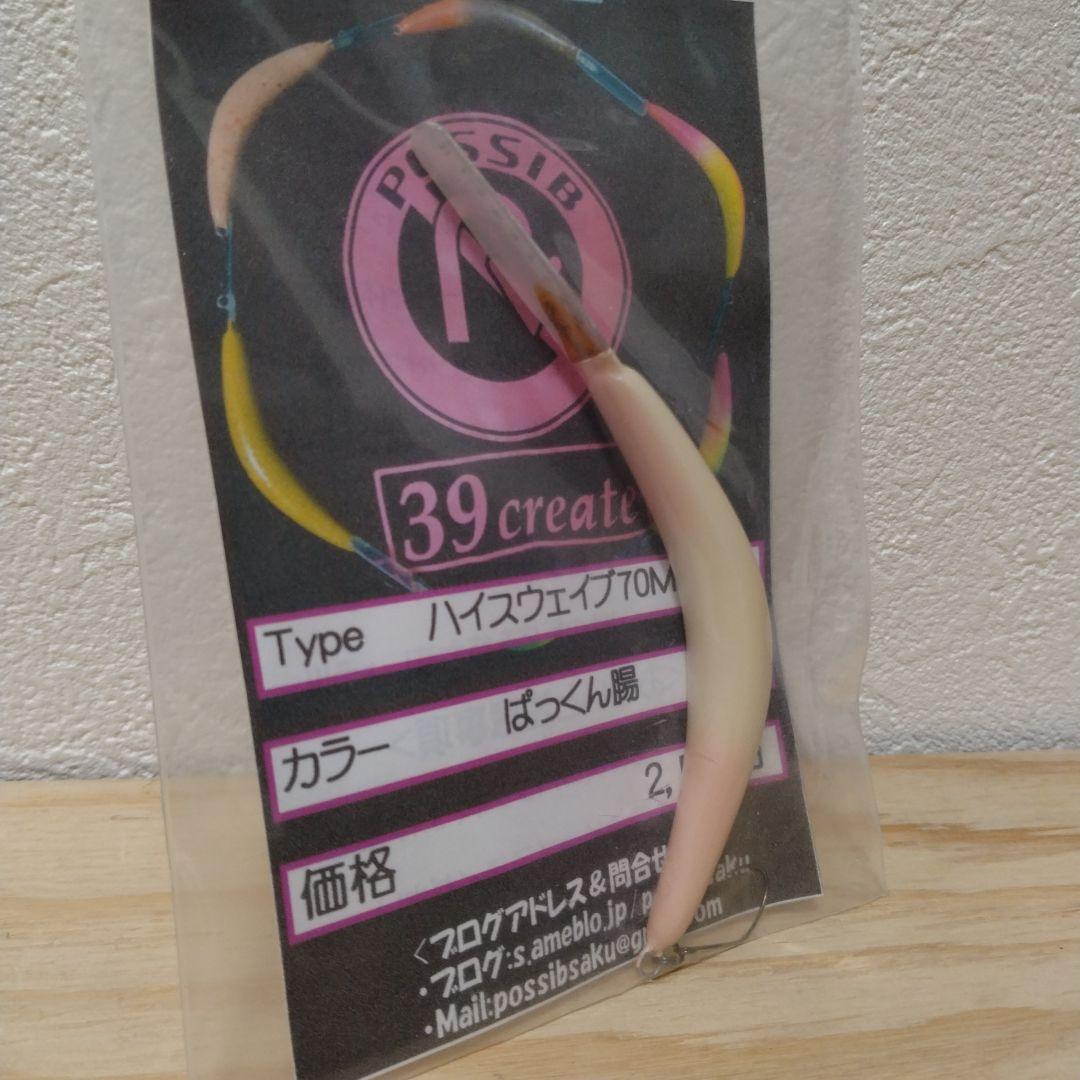 POSSIB
39 create
Type ハイスウェイブ70M
カラー ぱっくん陽
価格 2,
<ブログアドレス&問合せ
・ブログ:s.ameblo.jp/p
・Mail:possibsaku@g